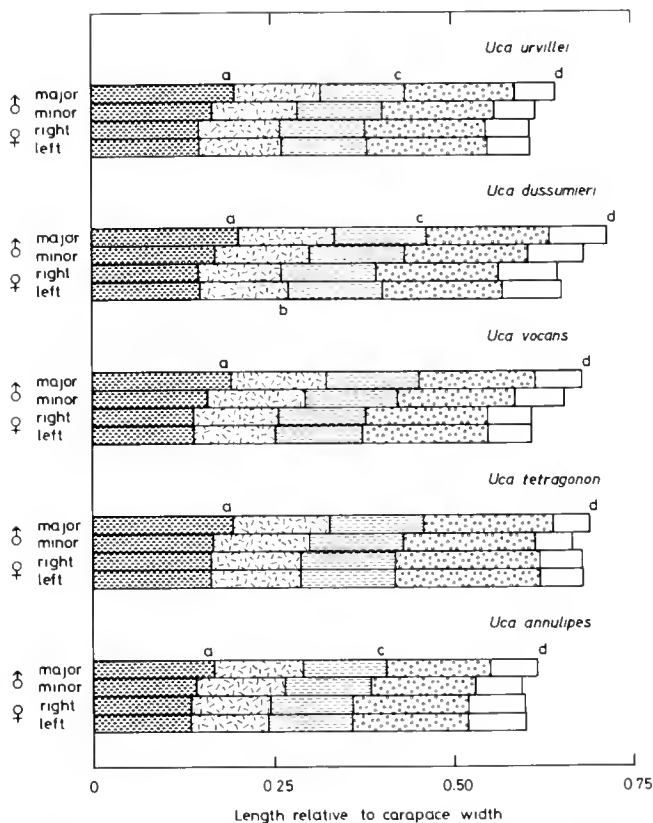 Uca urvillei
a c d
♂ major
minor
♀ right
left
Uca dussumieri
a c d
♂ major
minor
♀ right
left
b
Uca vocans
a d
♂ major
minor
♀ right
left
Uca tetragonon
a d
♂ major
minor
♀ right
left
Uca annulipes
a c d
♂ major
minor
♀ right
left
0 0.25 0.50 0.75
Length relative to carapace width